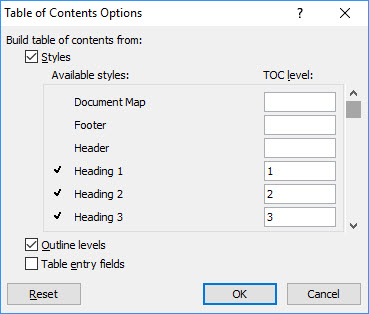 Table of Contents Options ? ×
Build table of contents from:
Styles
Available styles: TOC level:
Document Map
Footer
Header
Heading 1 1
Heading 2 2
Heading 3 3
Outline levels
Table entry fields
Reset OK Cancel